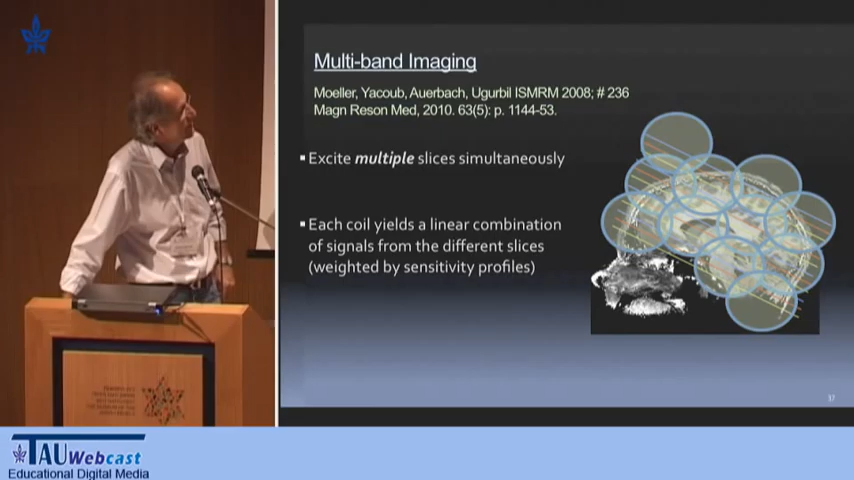 Multi-band Imaging
Moeller, Yacoub, Auerbach, Ugurbil ISMRM 2008; # 236
Magn Reson Med, 2010. 63(5): p. 1144-53.
▪ Excite multiple slices simultaneously
▪ Each coil yields a linear combination
of signals from the different slices
(weighted by sensitivity profiles)
37
TAU Webcast
Educational Digital Media